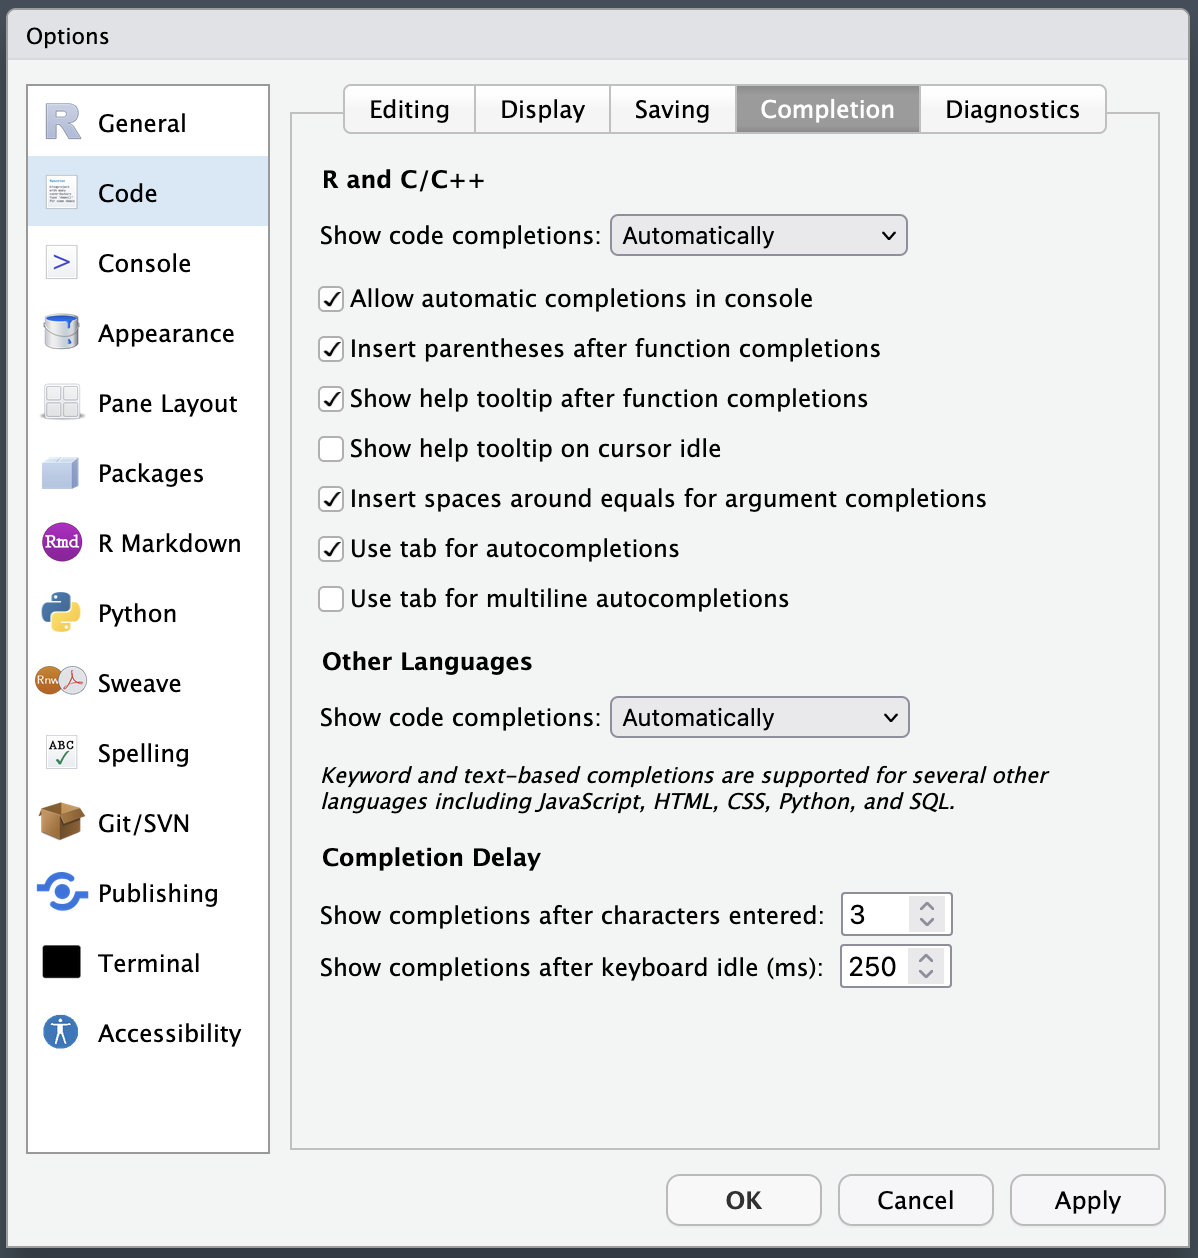 Options
General
Code
Console
Appearance
Pane Layout
Packages
Rmd
R Markdown
Python
Rnw
Sweave
ABC
Spelling
Git/SVN
Publishing
Terminal
Accessibility
Editing
Display
Saving
Completion
Diagnostics
R and C/C++
Show code completions: Automatically
Allow automatic completions in console
Insert parentheses after function completions
Show help tooltip after function completions
Show help tooltip on cursor idle
Insert spaces around equals for argument completions
Use tab for autocompletions
Use tab for multiline autocompletions
Other Languages
Show code completions: Automatically
Keyword and text-based completions are supported for several other
languages including JavaScript, HTML, CSS, Python, and SQL.
Completion Delay
Show completions after characters entered: 3
Show completions after keyboard idle (ms): 250
OK
Cancel
Apply